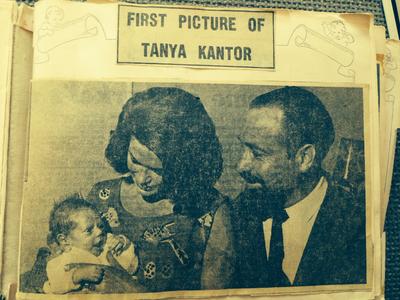 FIRST PICTURE OF
TANYA KANTOR